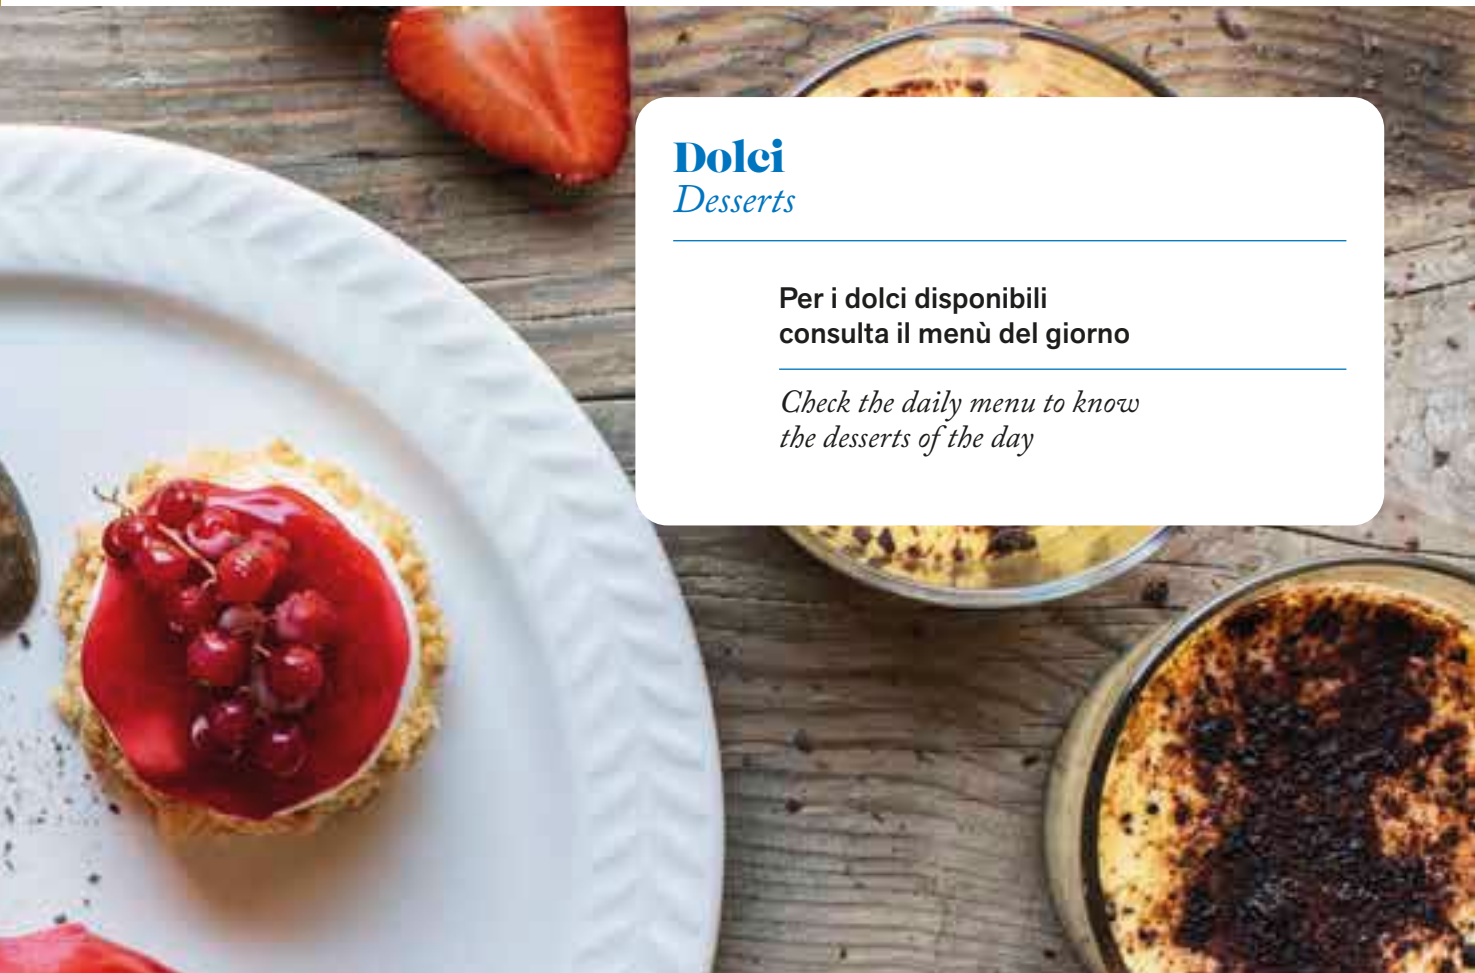 Dolci
Desserts
Per i dolci disponibili
consulta il menù del giorno
Check the daily menu to know
the desserts of the day